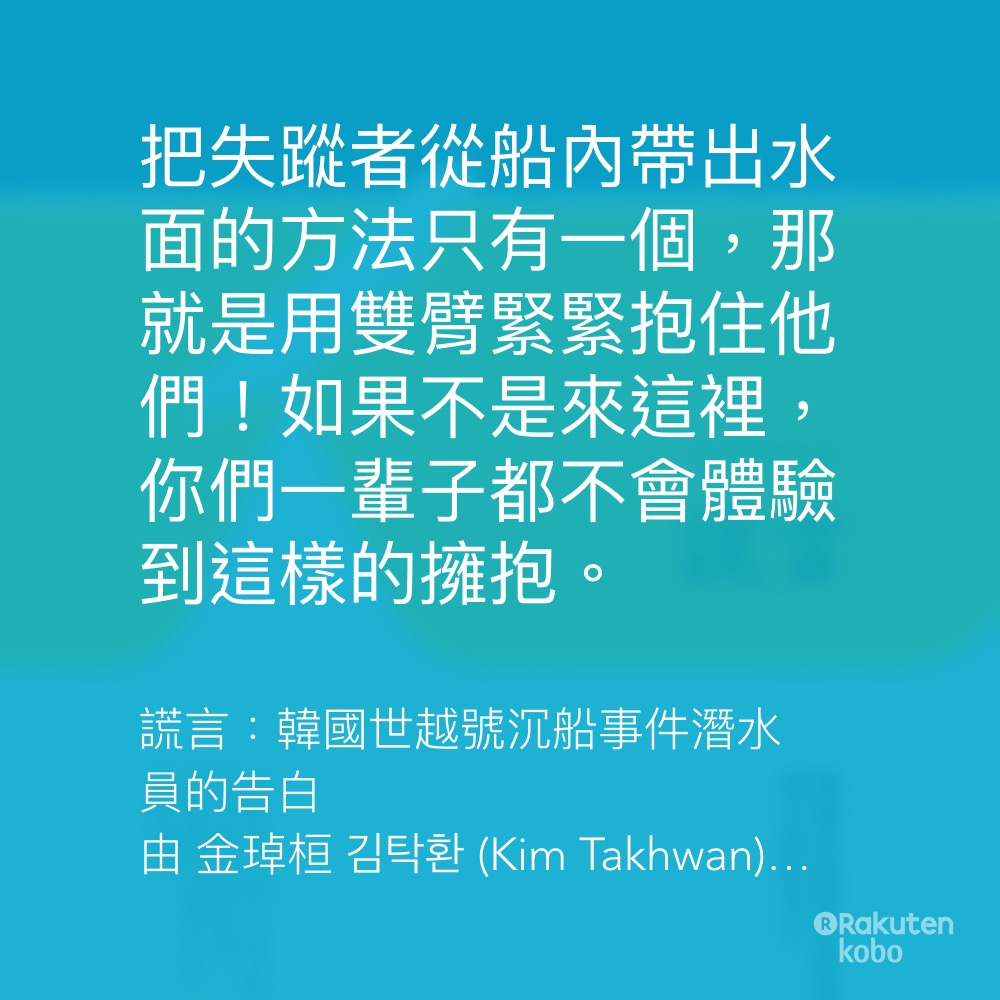 把失蹤者從船內帶出水
面的方法只有一個，那
就是用雙臂緊緊抱住他
們！如果不是來這裡，
你們一輩子都不會體驗
到這樣的擁抱。
謊言：韓國世越號沉船事件潛水
員的告白
由 金琸桓 김탁환 (Kim Takhwan)…
Rakuten
kobo